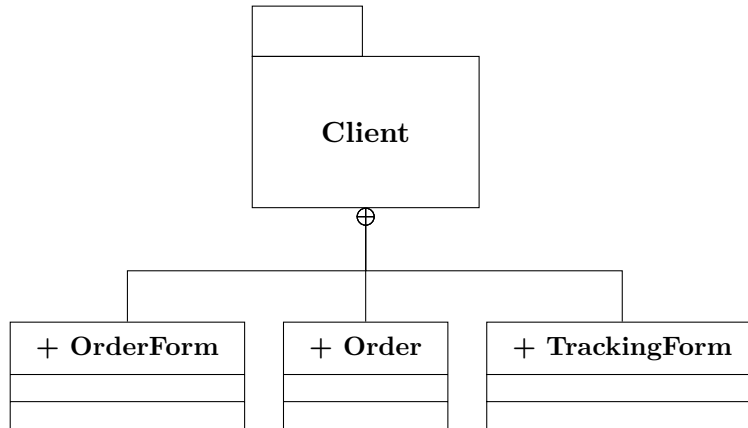 Client
+ OrderForm
+ Order
+ TrackingForm